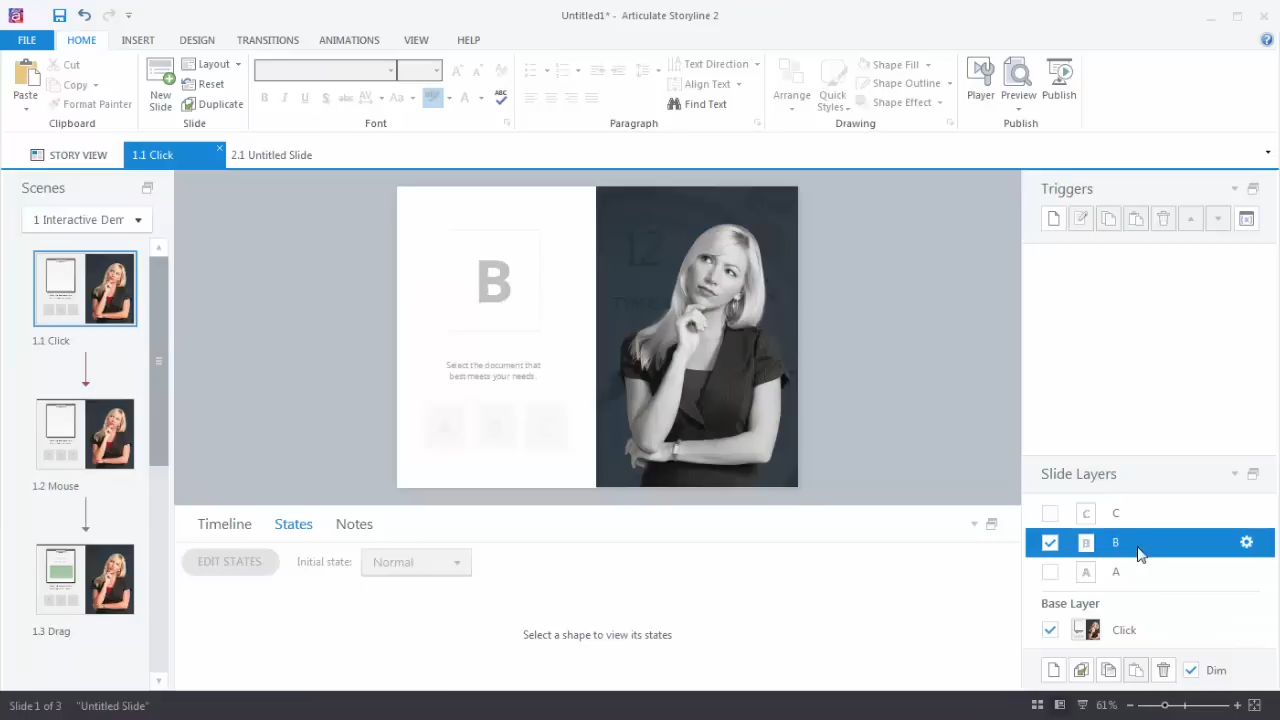 Untitled1* - Articulate Storyline 2
FILE
HOME
INSERT
DESIGN
TRANSITIONS
ANIMATIONS
VIEW
HELP
Paste
Cut
Copy
Format Painter
Clipboard
New
Slide
Layout
Reset
Duplicate
Slide
B I U S abc AV Aa A ABC
Font
Text Direction
Align Text
Find Text
Paragraph
Arrange
Quick
Styles
Shape Fill
Shape Outline
Shape Effect
Drawing
Player
Preview
Publish
Publish
STORY VIEW
1.1 Click
2.1 Untitled Slide
Scenes
1 Interactive Dem
1.1 Click
1.2 Mouse
1.3 Drag
B
Select the document that
best meets your needs.
12
Timeline
States
Notes
EDIT STATES
Initial state:
Normal
Select a shape to view its states
Triggers
Slide Layers
C C
B B
A A
Base Layer
Click
Dim
Slide 1 of 3
"Untitled Slide"
61%